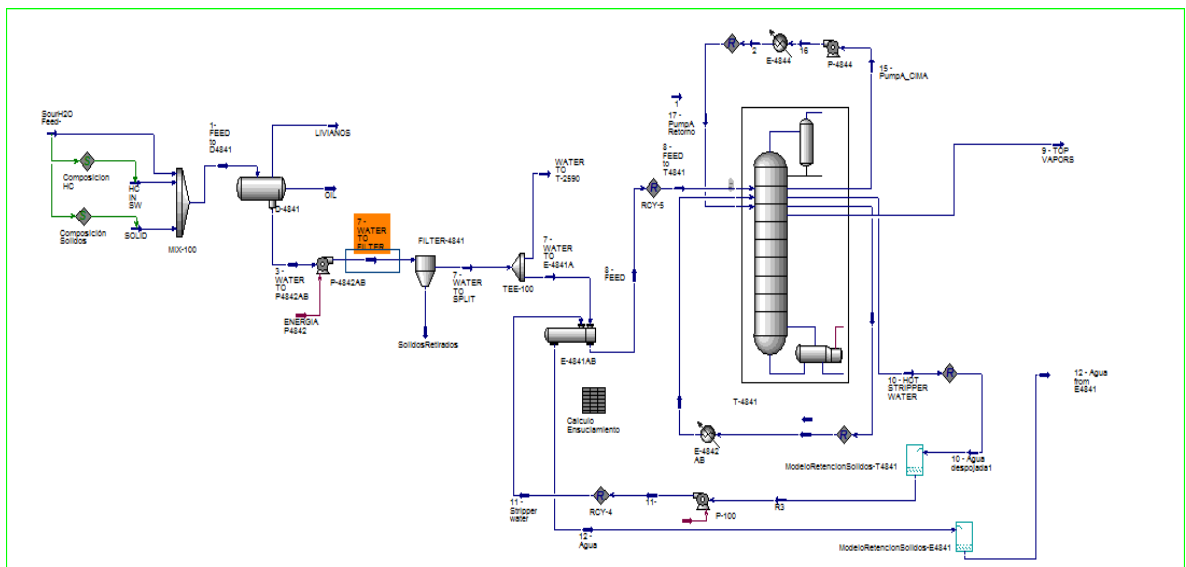 SourH2O
Feed-
S
Composicion
HC
HC
IN
SW
S
Composición
Solidos
SOLID
MIX-100
1-
FEED
to
D4841
LIVIANOS
OIL
D-4841
3 -
WATER
TO
P4842AB
P-4842AB
ENERGIA
P4842
7 -
WATER
TO
FILTER
FILTER-4841
SolidosRetirados
7 -
WATER
TO
SPLIT
TEE-100
WATER
TO
T-2590
7 -
WATER
TO
E-4841A
E-4841AB
8 - FEED
Calculo
Ensuciamiento
R
RCY-5
8 -
FEED
to
T4841
1
17 -
PumpA
Retorno
R
2
E-4844
16
P-4844
15 -
PumpA_CIMA
9 - TOP
VAPORS
T-4841
10 - HOT
STRIPPER
WATER
R
12 - Agua
from
E4841
E-4842
AB
R
ModeloRetencionSolidos-T4841
10 - Agua
despojada1
11 -
Stripper
water
R
RCY-4
11-
P-100
R3
12 -
Agua
ModeloRetencionSolidos-E4841